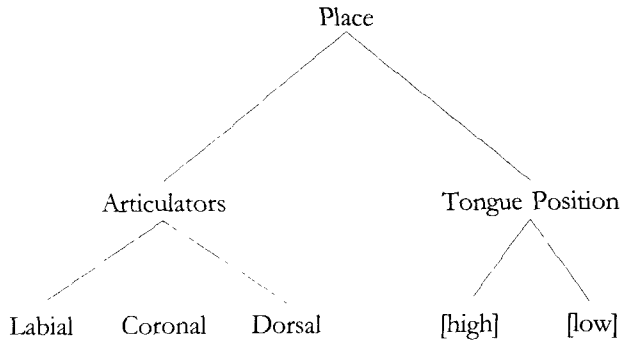 Place
Articulators Tongue Position
Labial Coronal Dorsal [high] [low]